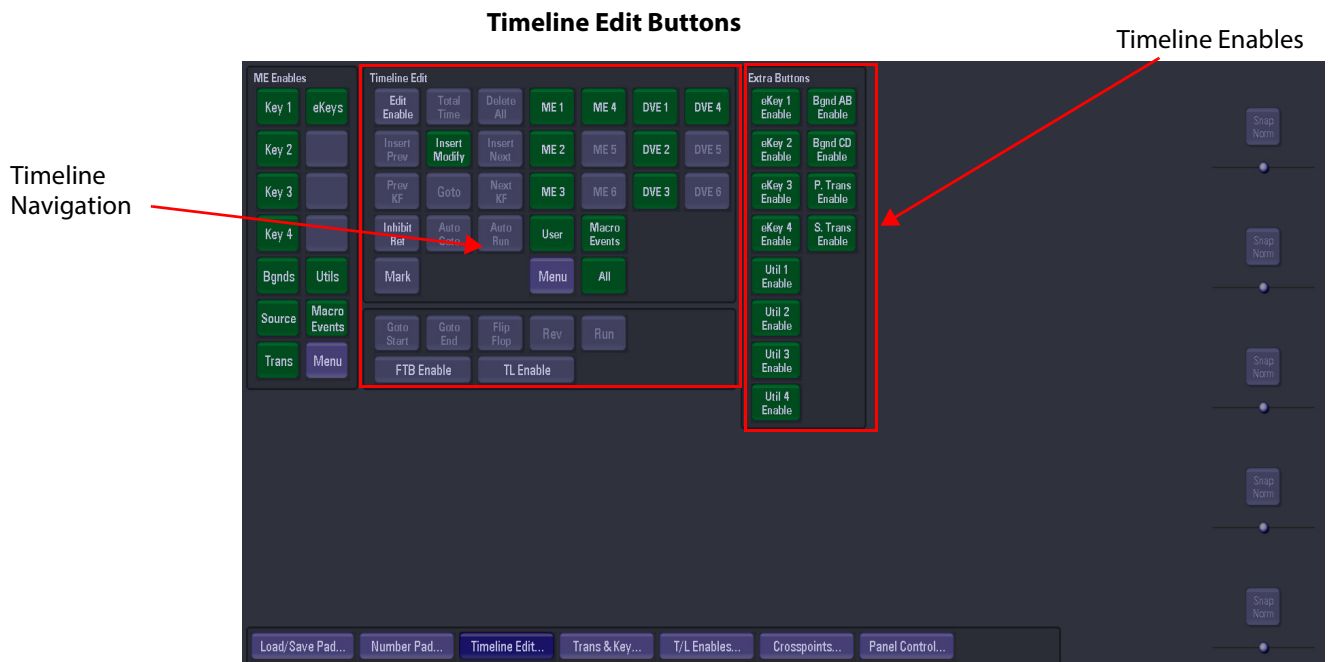 Timeline Edit Buttons
Timeline Enables
Timeline
Navigation
ME Enables
Key 1 eKeys
Key 2
Key 3
Key 4
Bgnds Utils
Source Macro
Events
Trans Menu
Timeline Edit
Edit
Enable
Total
Time
Delete
All
ME 1 ME 4 DVE 1 DVE 4
Insert
Prev
Insert
Modify
Insert
Next
ME 2 ME 5 DVE 2 DVE 5
Prev
KF
Goto
Next
KF
ME 3 ME 6 DVE 3 DVE 6
Inhibit
Ref
Auto
Goto
Auto
Run
User
Macro
Events
Mark Menu All
Goto
Start
Goto
End
Flip
Flop
Rev Run
FTB Enable TL Enable
Extra Buttons
eKey 1
Enable
Bgnd AB
Enable
eKey 2
Enable
Bgnd CD
Enable
eKey 3
Enable
P. Trans
Enable
eKey 4
Enable
S. Trans
Enable
Util 1
Enable
Util 2
Enable
Util 3
Enable
Util 4
Enable
Snap
Norm
Snap
Norm
Snap
Norm
Snap
Norm
Snap
Norm
Load/Save Pad... Number Pad... Timeline Edit... Trans & Key... T/L Enables... Crosspoints... Panel Control...